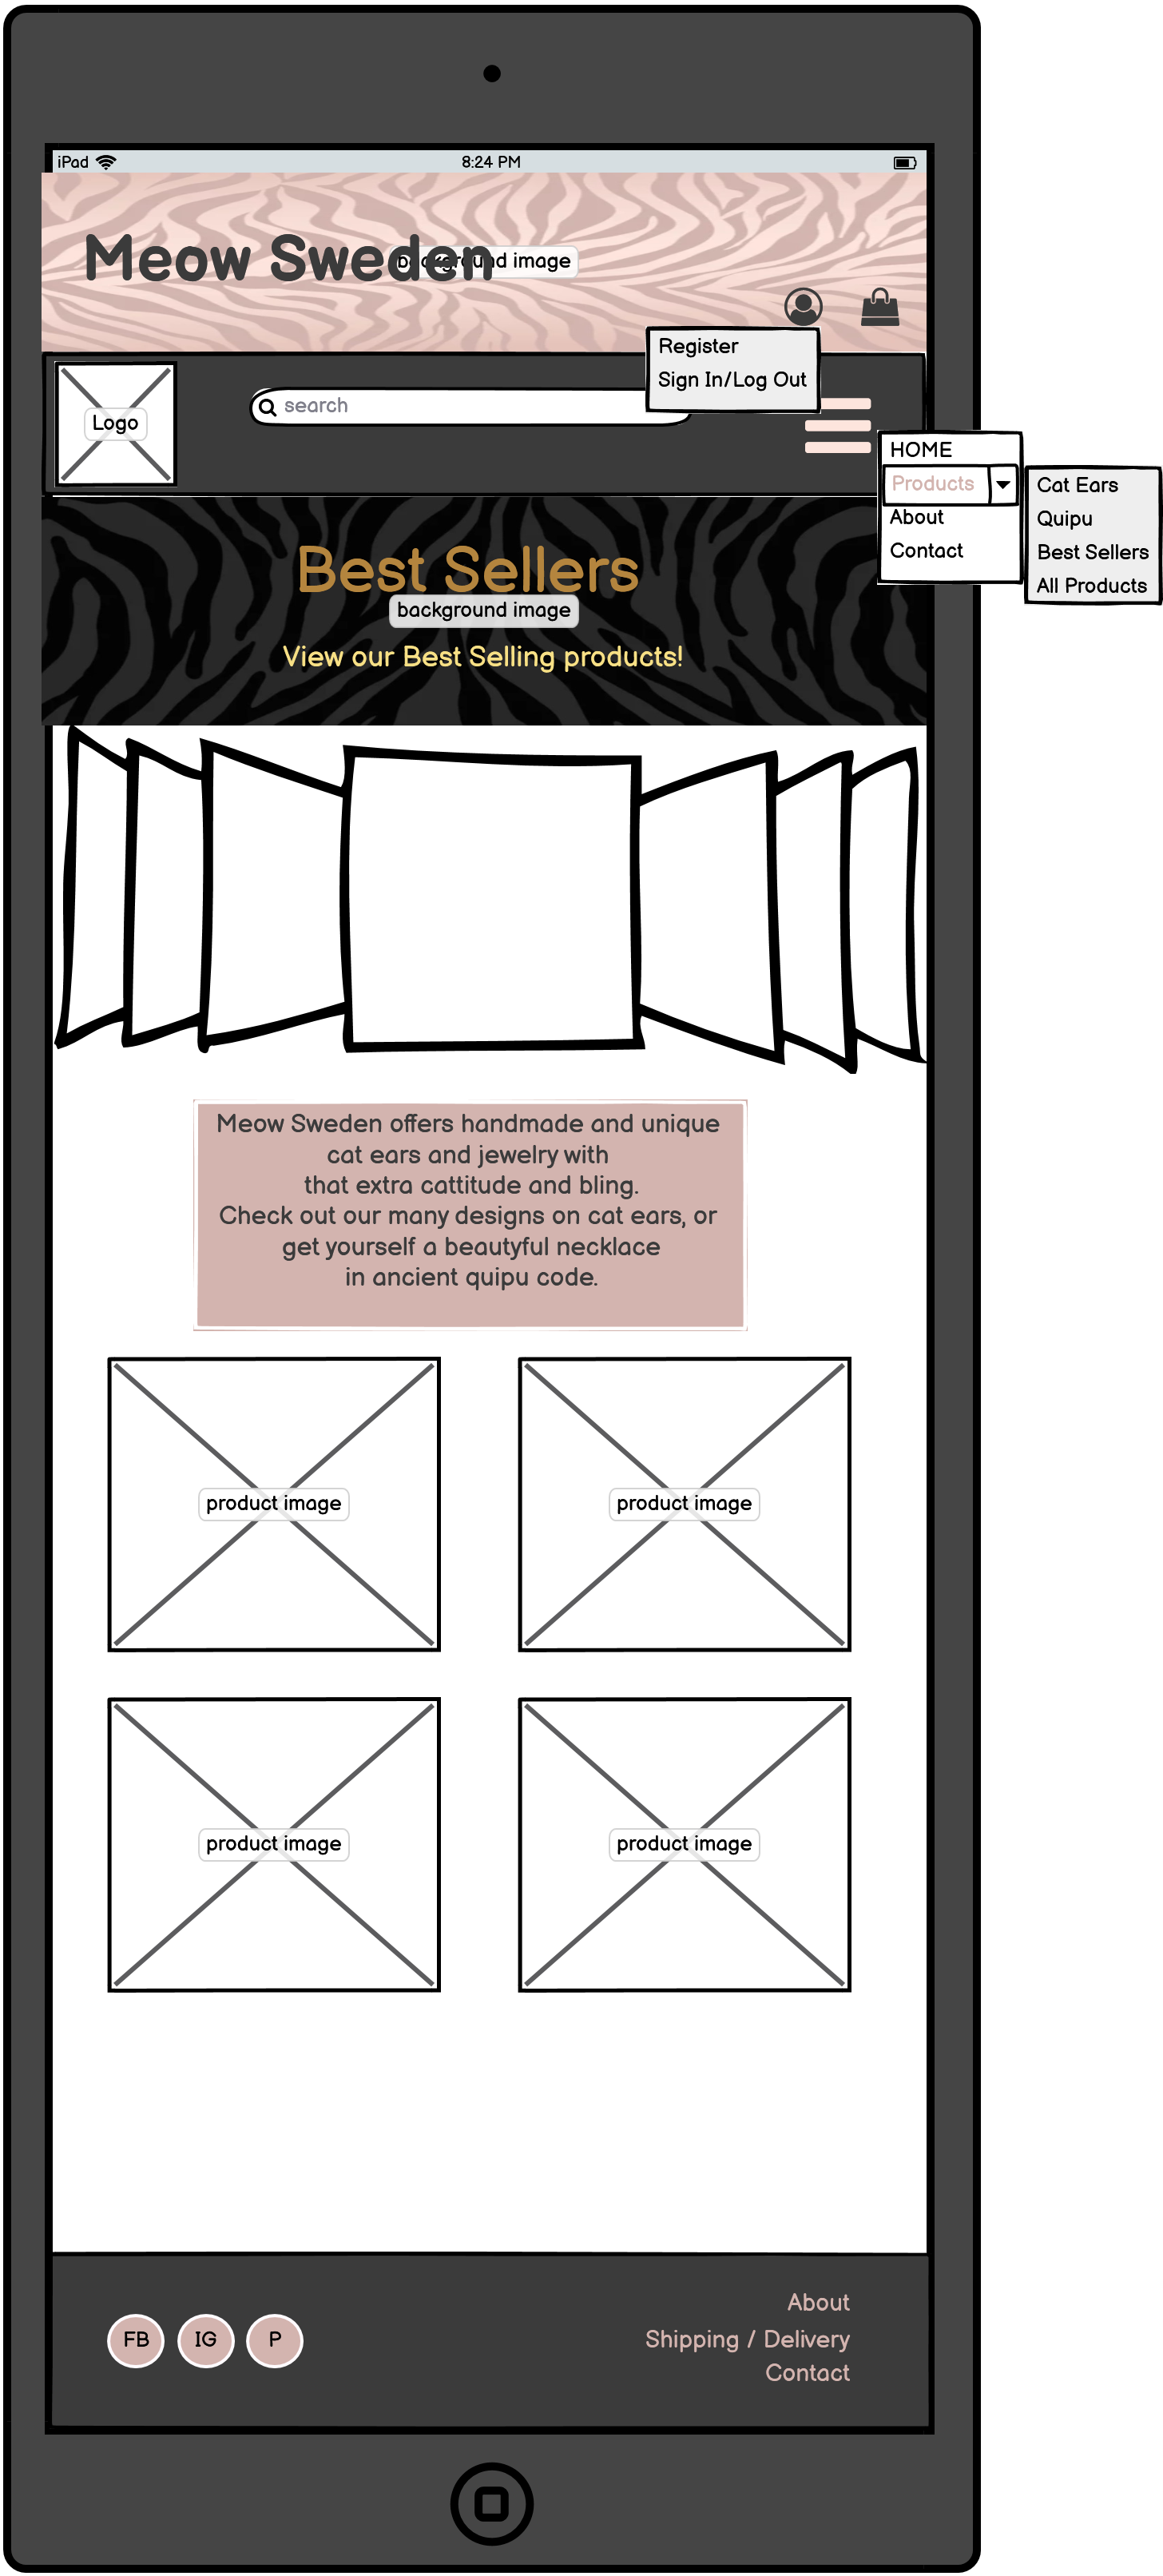 iPad
8:24 PM
Meow Sweden
background image
Register
Sign In/Log Out
Logo
search
HOME
Products
About
Contact
Cat Ears
Quipu
Best Sellers
All Products
Best Sellers
background image
View our Best Selling products!
Meow Sweden offers handmade and unique
cat ears and jewelry with
that extra cattitude and bling.
Check out our many designs on cat ears, or
get yourself a beautyful necklace
in ancient quipu code.
product image
product image
product image
product image
FB
IG
P
About
Shipping / Delivery
Contact